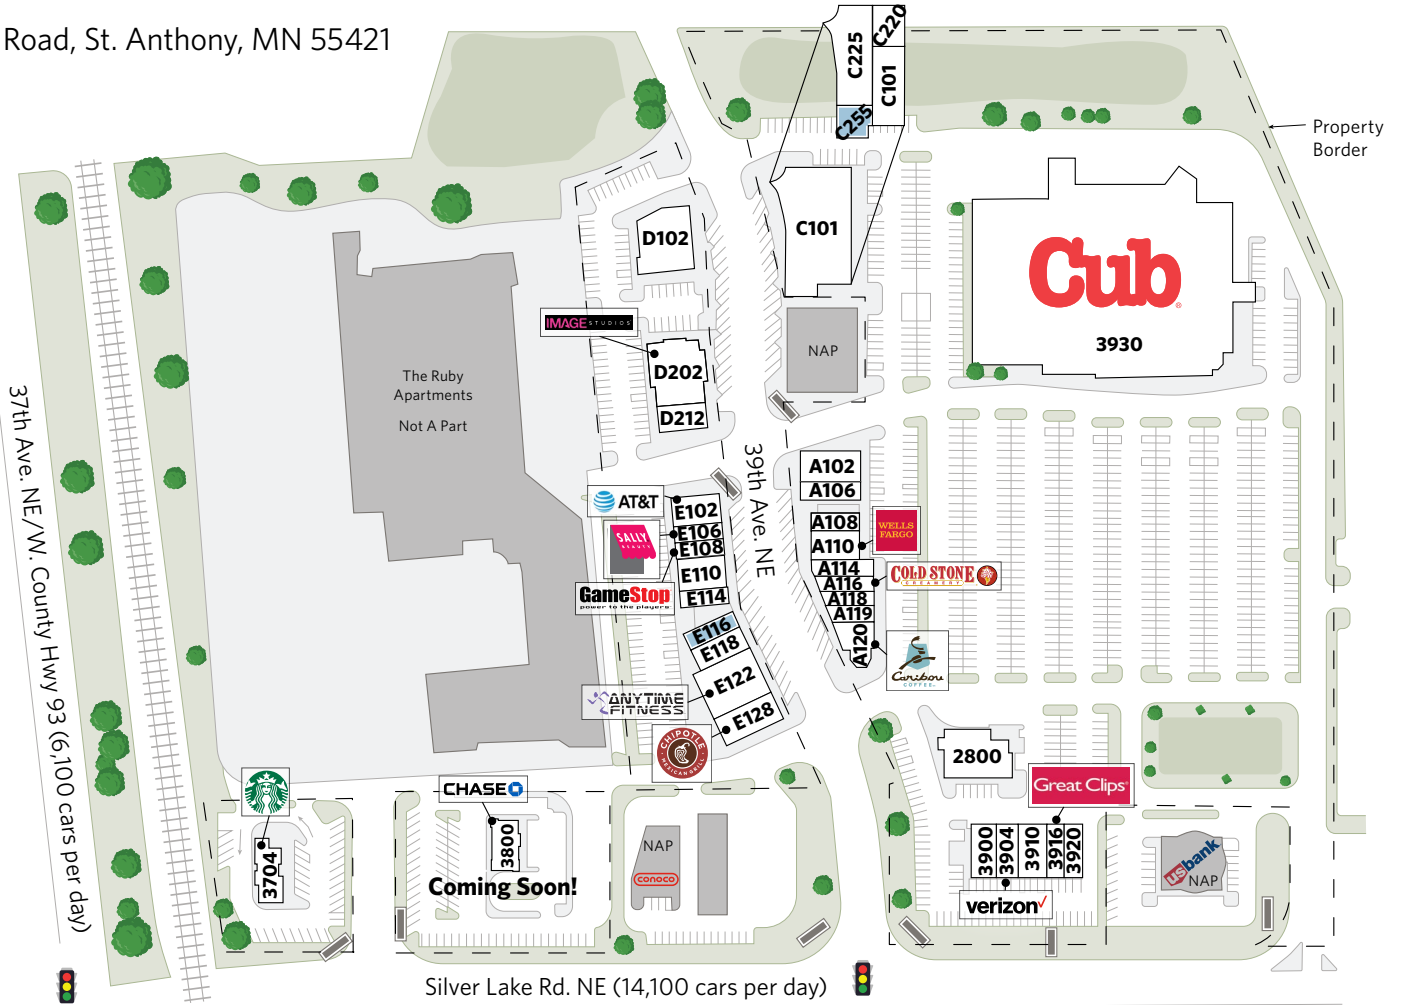 Road, St. Anthony, MN 55421
C220
C225
C101
C255
Property
Border
D102
C101
Cub
3930
IMAGE STUDIOS
NAP
D202
The Ruby
Apartments
Not A Part
D212
37th Ave. NE/W. County Hwy 93 (6,100 cars per day)
39th Ave. NE
A102
A106
AT&T
E102
SALLY
BEAUTY
E106
E108
A108
WELLS
FARGO
A110
E110
A114
COLD STONE
CREAMERY
A116
GameStop
power to the players
E114
A118
A119
E116
E118
A120
Caribou
COFFEE
E122
ANYTIME
FITNESS
E128
CHIPOTLE
MEXICAN GRILL
2800
Great Clips
CHASE
3704
3800
Coming Soon!
NAP
conoco
3900
3904
3910
3916
3920
verizon
usbank
NAP
Silver Lake Rd. NE (14,100 cars per day)